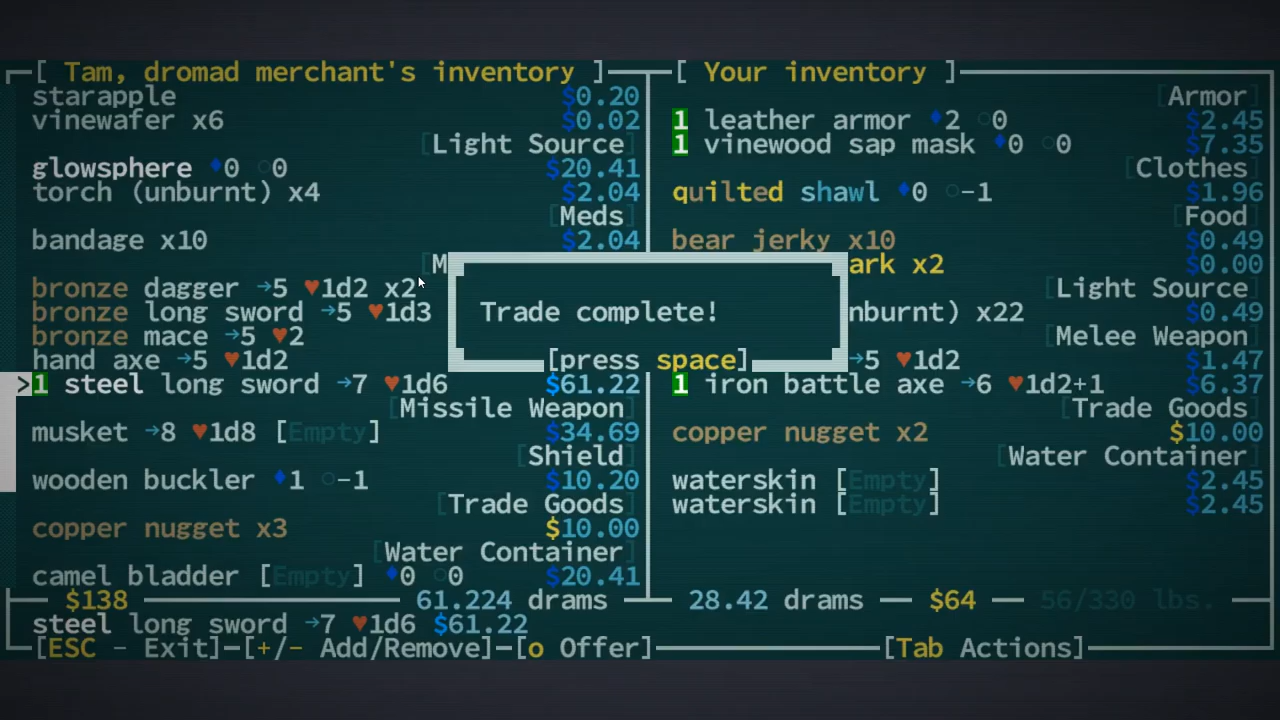 [ Tam, dromad merchant's inventory ]
starapple $0.20
vinewafer x6 $0.02
[Light Source]
glowsphere ♦0 ○0 $20.41
torch (unburnt) x4 $2.04
[Meds]
bandage x10 $2.04
[M
bronze dagger →5 ♥1d2 x2
bronze long sword →5 ♥1d3
bronze mace →5 ♥2
hand axe →5 ♥1d2
>1 steel long sword →7 ♥1d6 $61.22
[Missile Weapon]
musket →8 ♥1d8 [Empty] $34.69
[Shield]
wooden buckler ♦1 ○-1 $10.20
[Trade Goods]
copper nugget x3 $10.00
[Water Container]
camel bladder [Empty] ♦0 ○0 $20.41
[ Your inventory ]
[Armor]
1 leather armor ♦2 ○0 $2.45
1 vinewood sap mask ♦0 ○0 $7.35
[Clothes]
quilted shawl ♦0 ○-1 $1.96
[Food]
bear jerky x10 $0.49
ark x2 $0.00
[Light Source]
nburnt) x22 $0.49
[Melee Weapon]
→5 ♥1d2 $1.47
1 iron battle axe →6 ♥1d2+1 $6.37
[Trade Goods]
copper nugget x2 $10.00
[Water Container]
waterskin [Empty] $2.45
waterskin [Empty] $2.45
Trade complete!
[press space]
$138 61.224 drams 28.42 drams $64 56/330 lbs.
steel long sword →7 ♥1d6 $61.22
[ESC - Exit] [+/- Add/Remove] [o Offer] [Tab Actions]